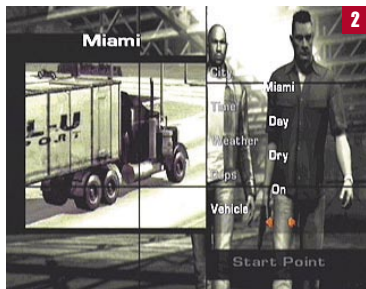 2
Miami
City
Miami
Time
Day
Weather
Dry
Cops
On
Vehicle
Start Point